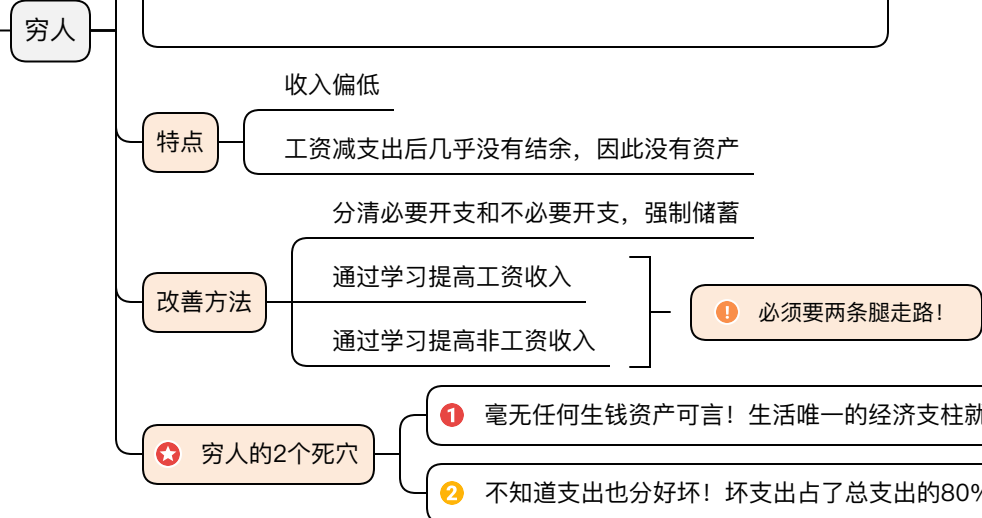 穷人
特点
收入偏低
工资减支出后几乎没有结余，因此没有资产
改善方法
分清必要开支和不必要开支，强制储蓄
通过学习提高工资收入
通过学习提高非工资收入
必须要两条腿走路！
穷人的2个死穴
1 毫无任何生钱资产可言！生活唯一的经济支柱就
2 不知道支出也分好坏！坏支出占了总支出的80%